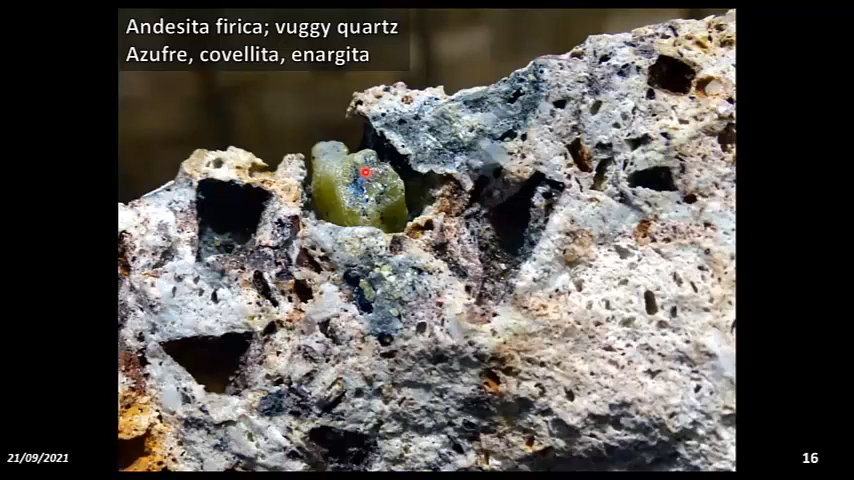 Andesita firica; vuggy quartz
Azufre, covellita, enargita
21/09/2021
16